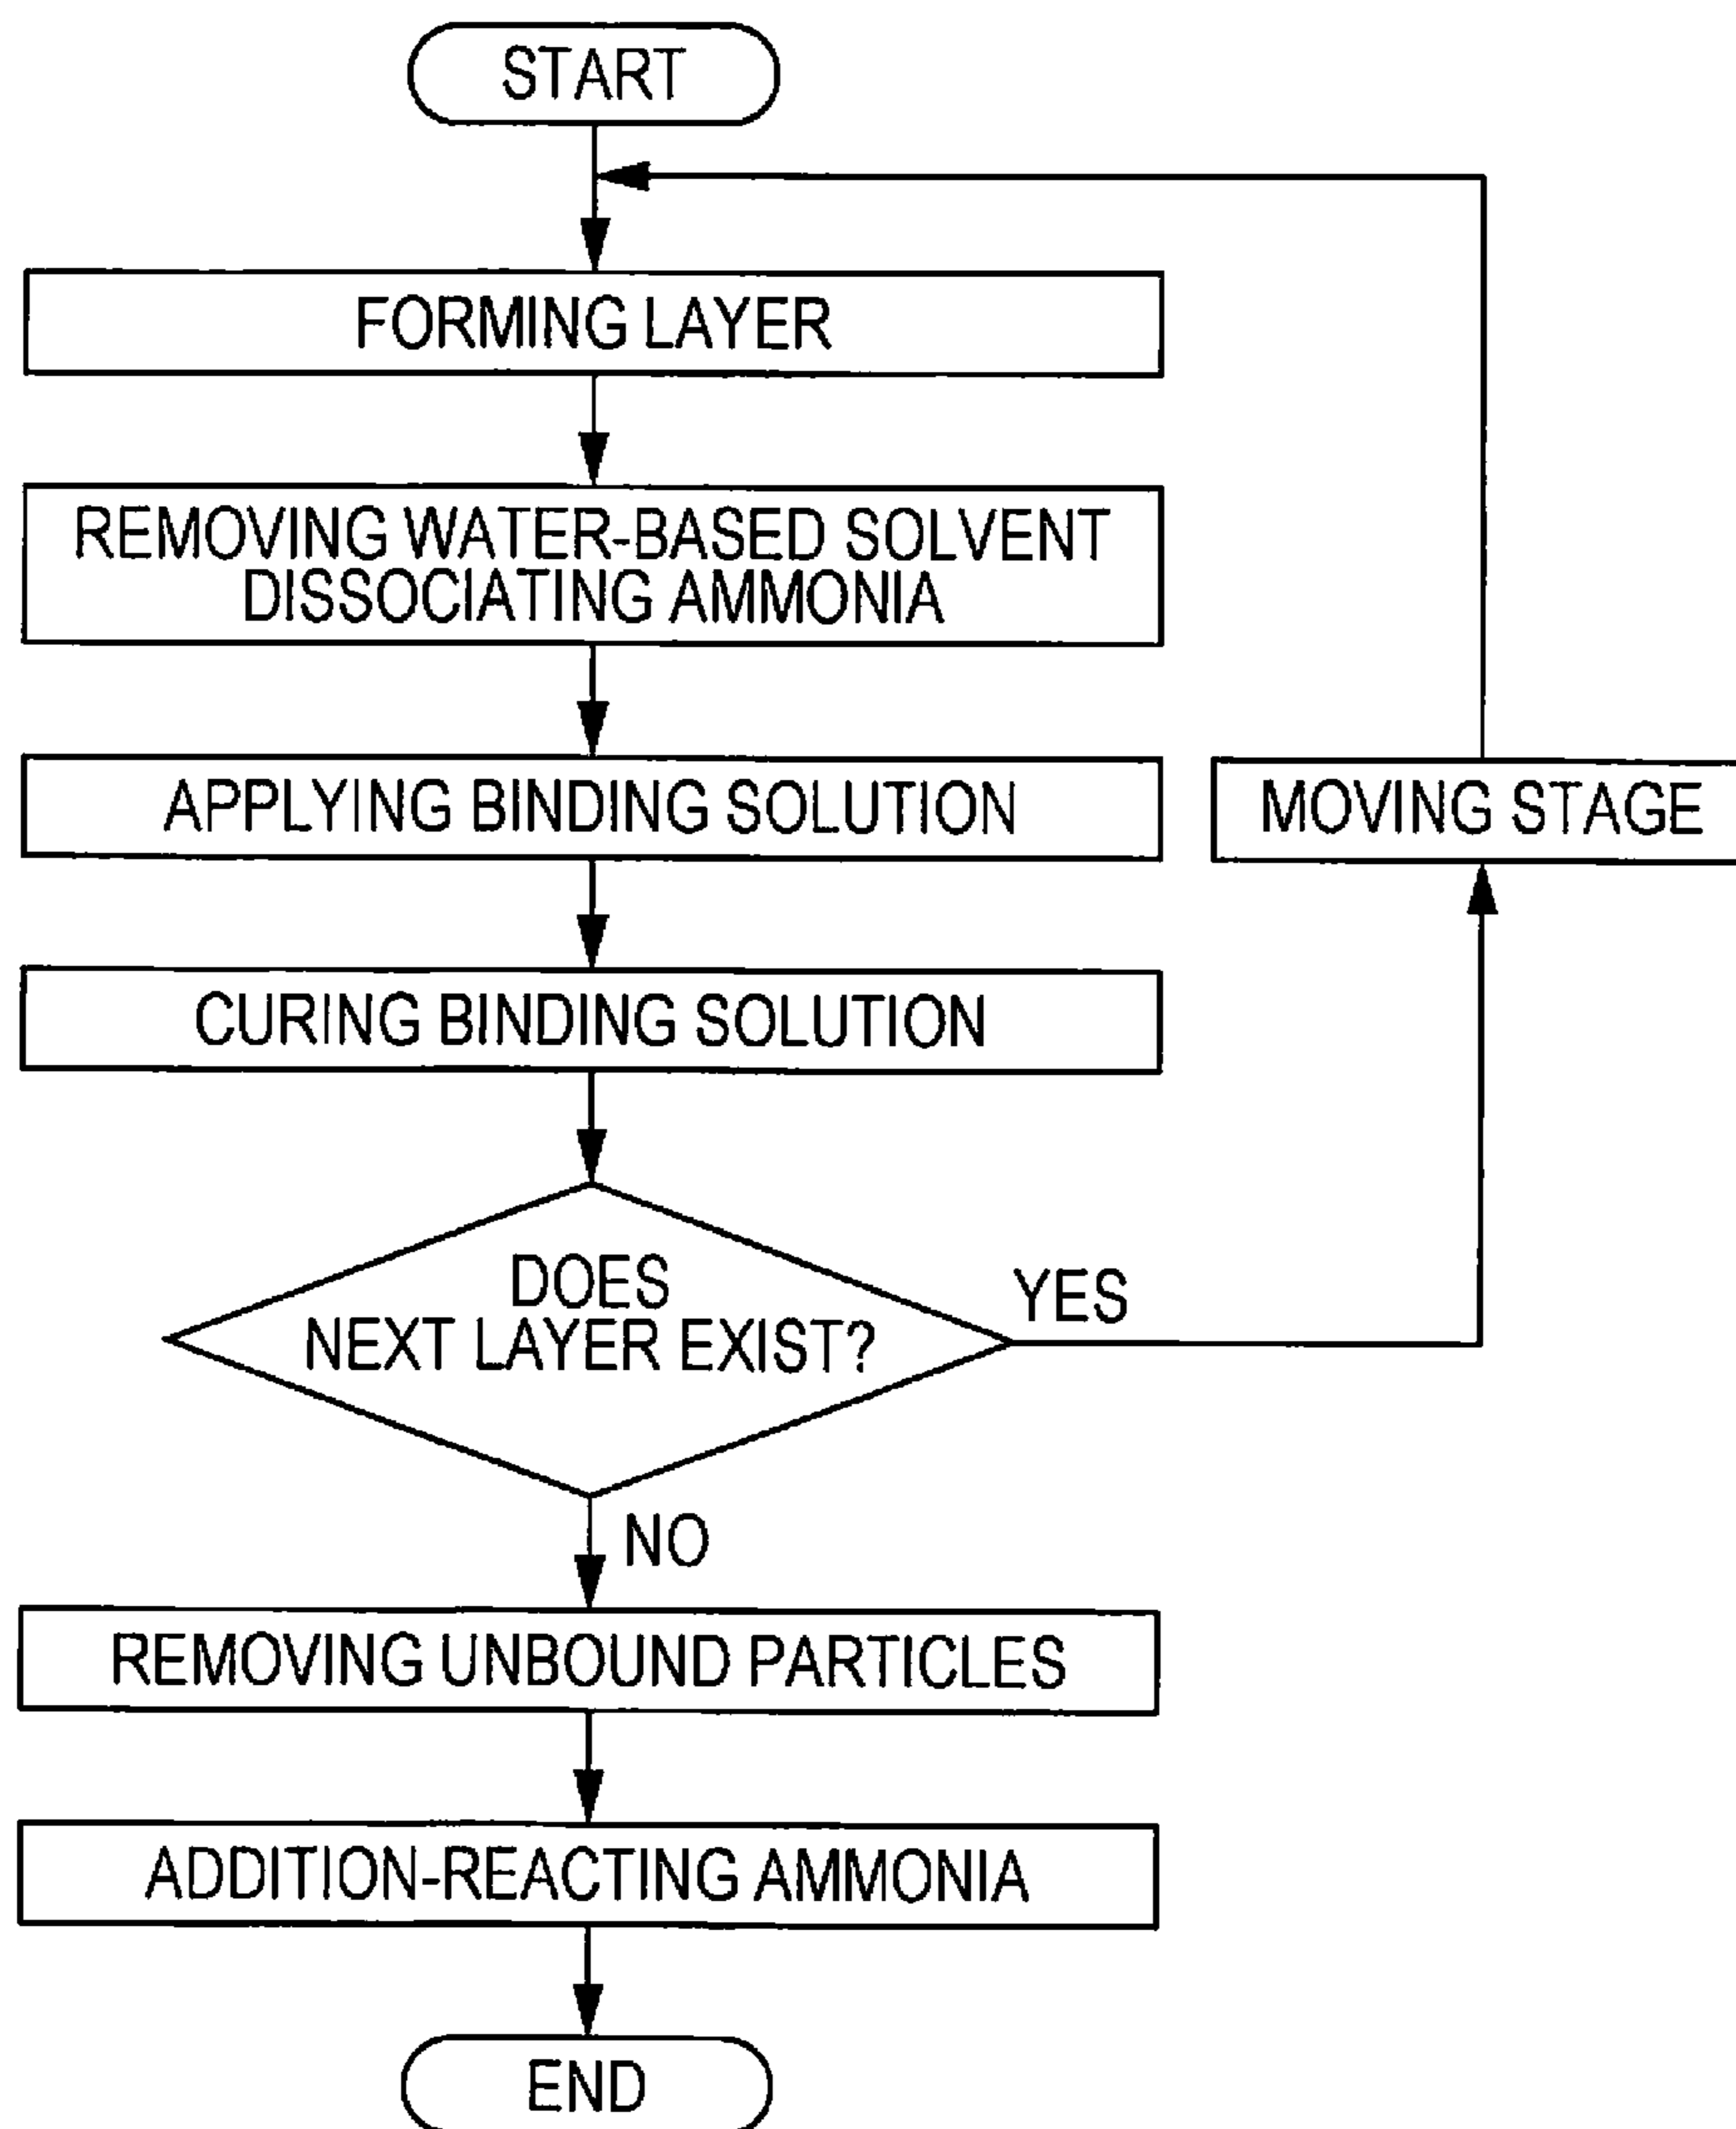 START
FORMING LAYER
REMOVING WATER-BASED SOLVENT
DISSOCIATING AMMONIA
APPLYING BINDING SOLUTION
MOVING STAGE
CURING BINDING SOLUTION
DOES
NEXT LAYER EXIST?
YES
NO
REMOVING UNBOUND PARTICLES
ADDITION-REACTING AMMONIA
END